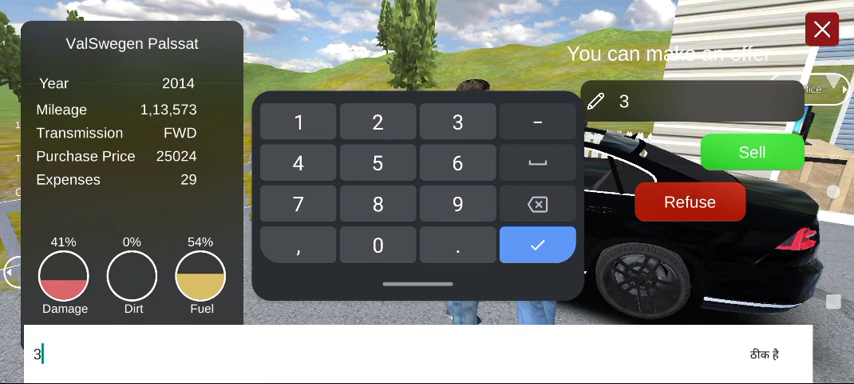 ValSwegen Palssat
Year 2014
Mileage 1,13,573
Transmission FWD
Purchase Price 25024
Expenses 29
41% 0% 54%
Damage Dirt Fuel
1 2 3 -
4 5 6
7 8 9
, 0 .
You can make an offer
3
Sell
Refuse
3
ठीक है